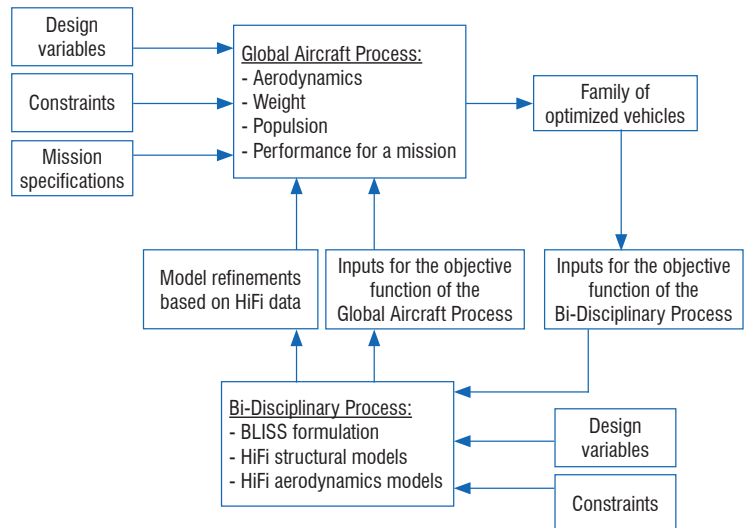 Design
variables
Constraints
Mission
specifications
Global Aircraft Process:
- Aerodynamics
- Weight
- Populsion
- Performance for a mission
Family of
optimized vehicles
Model refinements
based on HiFi data
Inputs for the objective
function of the
Global Aircraft Process
Inputs for the objective
function of the
Bi-Disciplinary Process
Bi-Disciplinary Process:
- BLISS formulation
- HiFi structural models
- HiFi aerodynamics models
Design
variables
Constraints